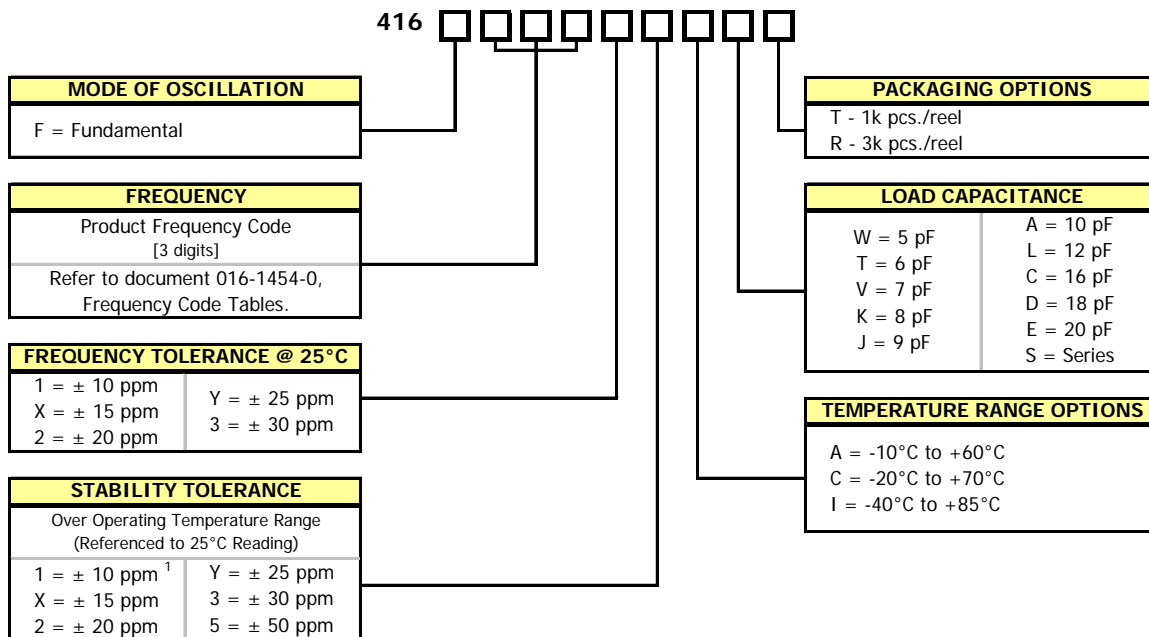 416
MODE OF OSCILLATION
F = Fundamental
FREQUENCY
Product Frequency Code
[3 digits]
Refer to document 016-1454-0,
Frequency Code Tables.
FREQUENCY TOLERANCE @ 25°C
1 = ± 10 ppm
X = ± 15 ppm
2 = ± 20 ppm
Y = ± 25 ppm
3 = ± 30 ppm
STABILITY TOLERANCE
Over Operating Temperature Range
(Referenced to 25°C Reading)
1 = ± 10 ppm 1
X = ± 15 ppm
2 = ± 20 ppm
Y = ± 25 ppm
3 = ± 30 ppm
5 = ± 50 ppm
PACKAGING OPTIONS
T - 1k pcs./reel
R - 3k pcs./reel
LOAD CAPACITANCE
W = 5 pF
T = 6 pF
V = 7 pF
K = 8 pF
J = 9 pF
A = 10 pF
L = 12 pF
C = 16 pF
D = 18 pF
E = 20 pF
S = Series
TEMPERATURE RANGE OPTIONS
A = -10°C to +60°C
C = -20°C to +70°C
I = -40°C to +85°C